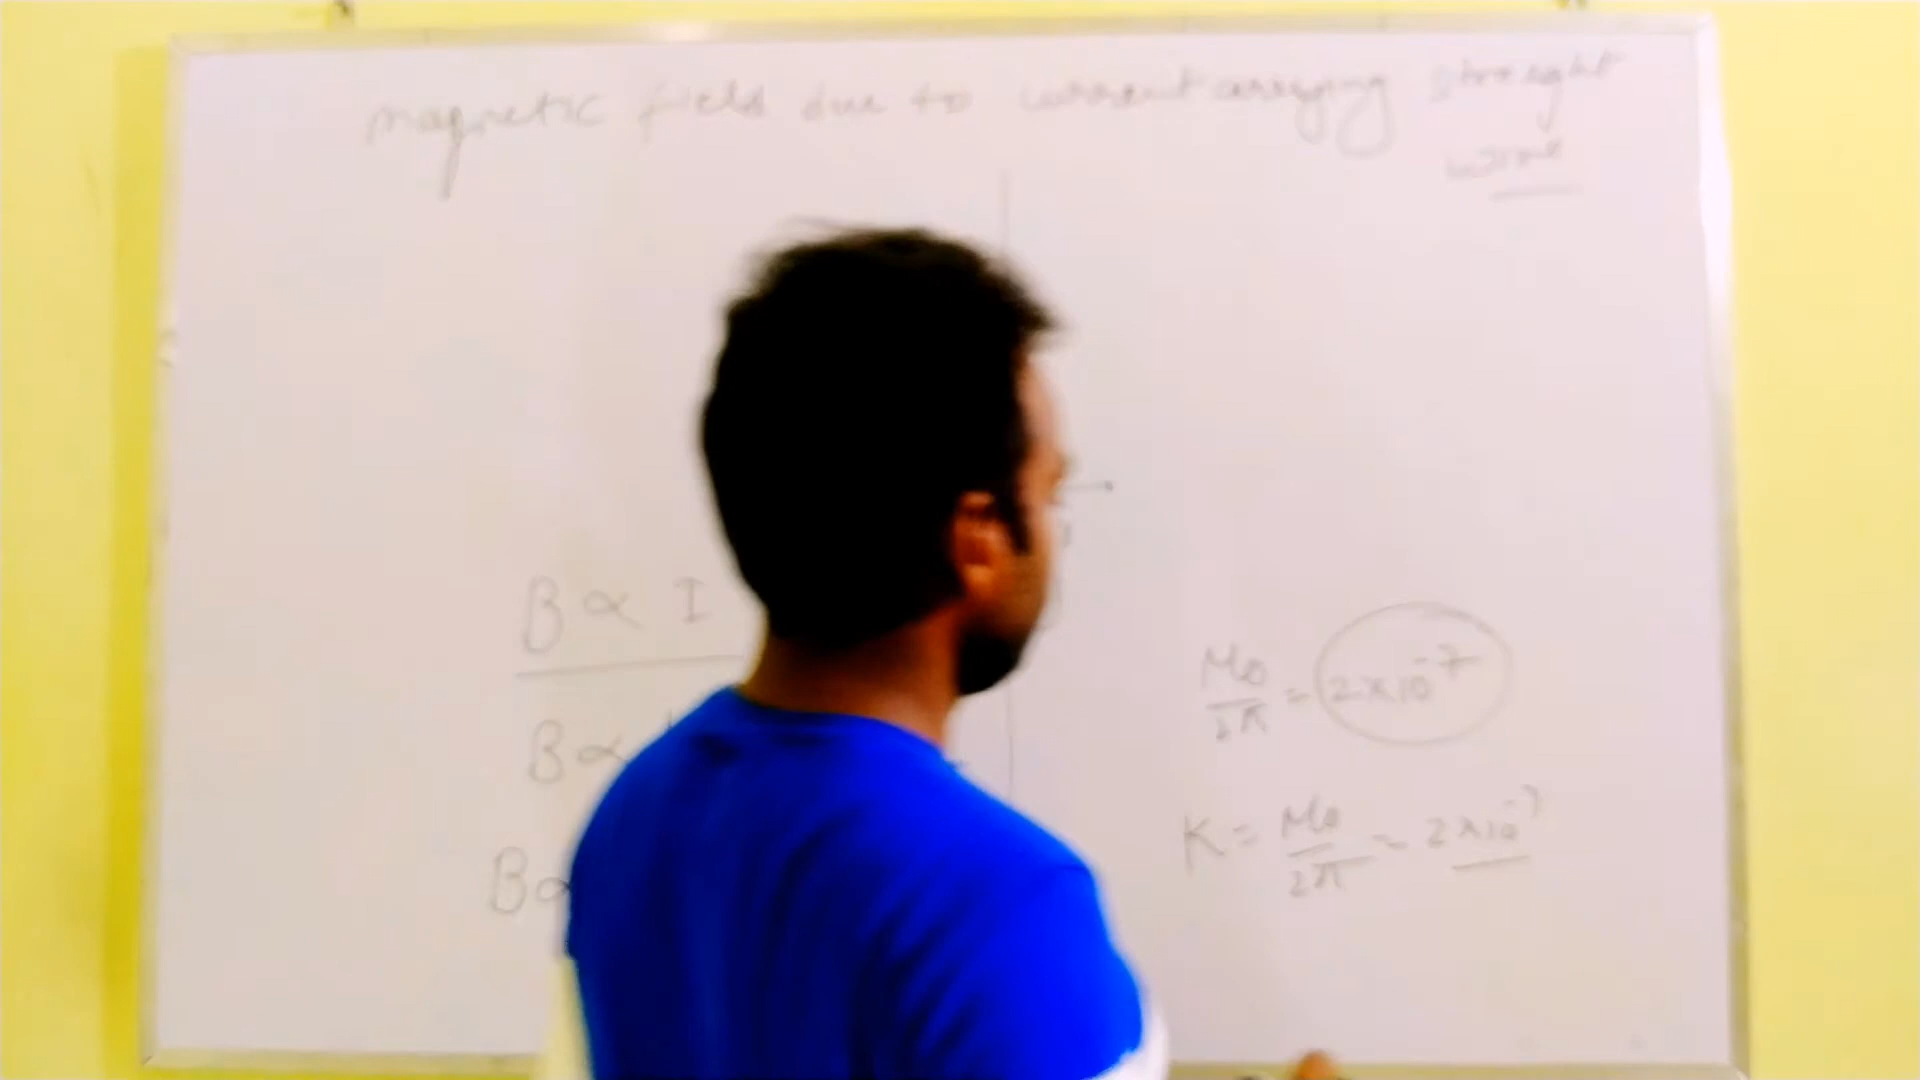 magnetic field due to current carrying straight
wire
B ∝ I
B ∝
B ∝
μ₀/2π = 2×10⁻⁷
K = μ₀/2π = 2×10⁻⁷